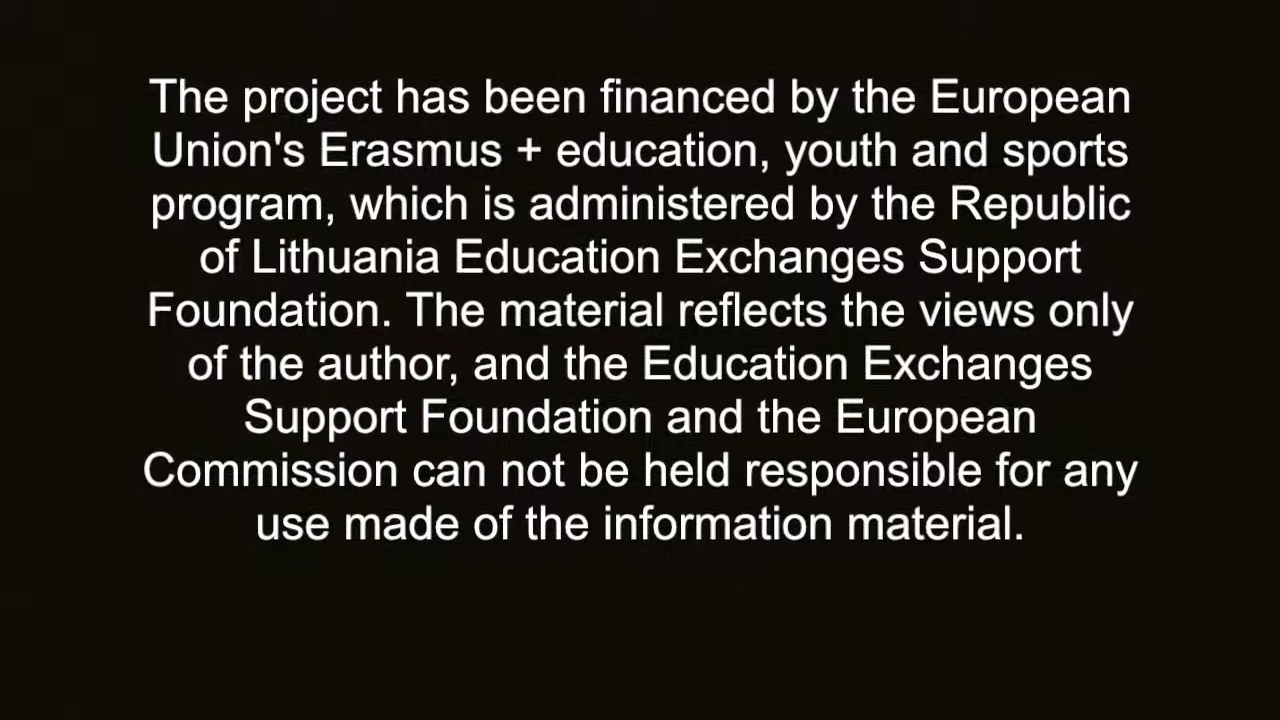 The project has been financed by the European
Union's Erasmus + education, youth and sports
program, which is administered by the Republic
of Lithuania Education Exchanges Support
Foundation. The material reflects the views only
of the author, and the Education Exchanges
Support Foundation and the European
Commission can not be held responsible for any
use made of the information material.